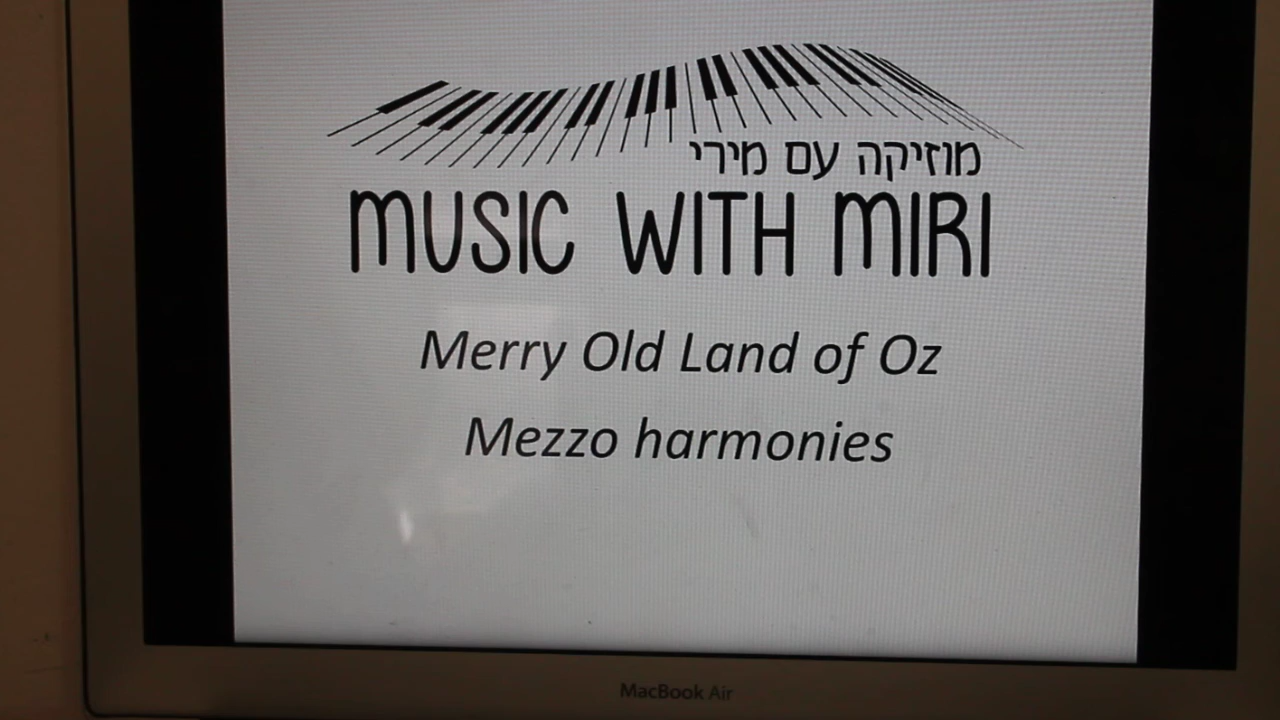 מוזיקה עם מירי
MUSIC WITH MIRI
Merry Old Land of Oz
Mezzo harmonies
MacBook Air